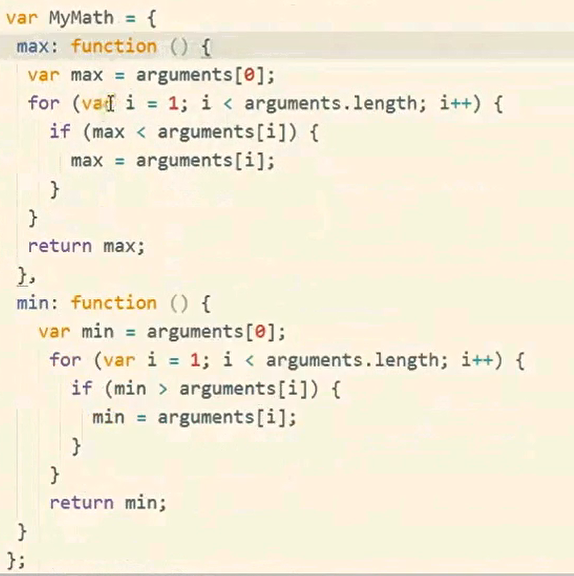 var MyMath = {
max: function () {
var max = arguments[0];
for (var i = 1; i < arguments.length; i++) {
if (max < arguments[i]) {
max = arguments[i];
}
}
return max;
},
min: function () {
var min = arguments[0];
for (var i = 1; i < arguments.length; i++) {
if (min > arguments[i]) {
min = arguments[i];
}
}
return min;
}
};